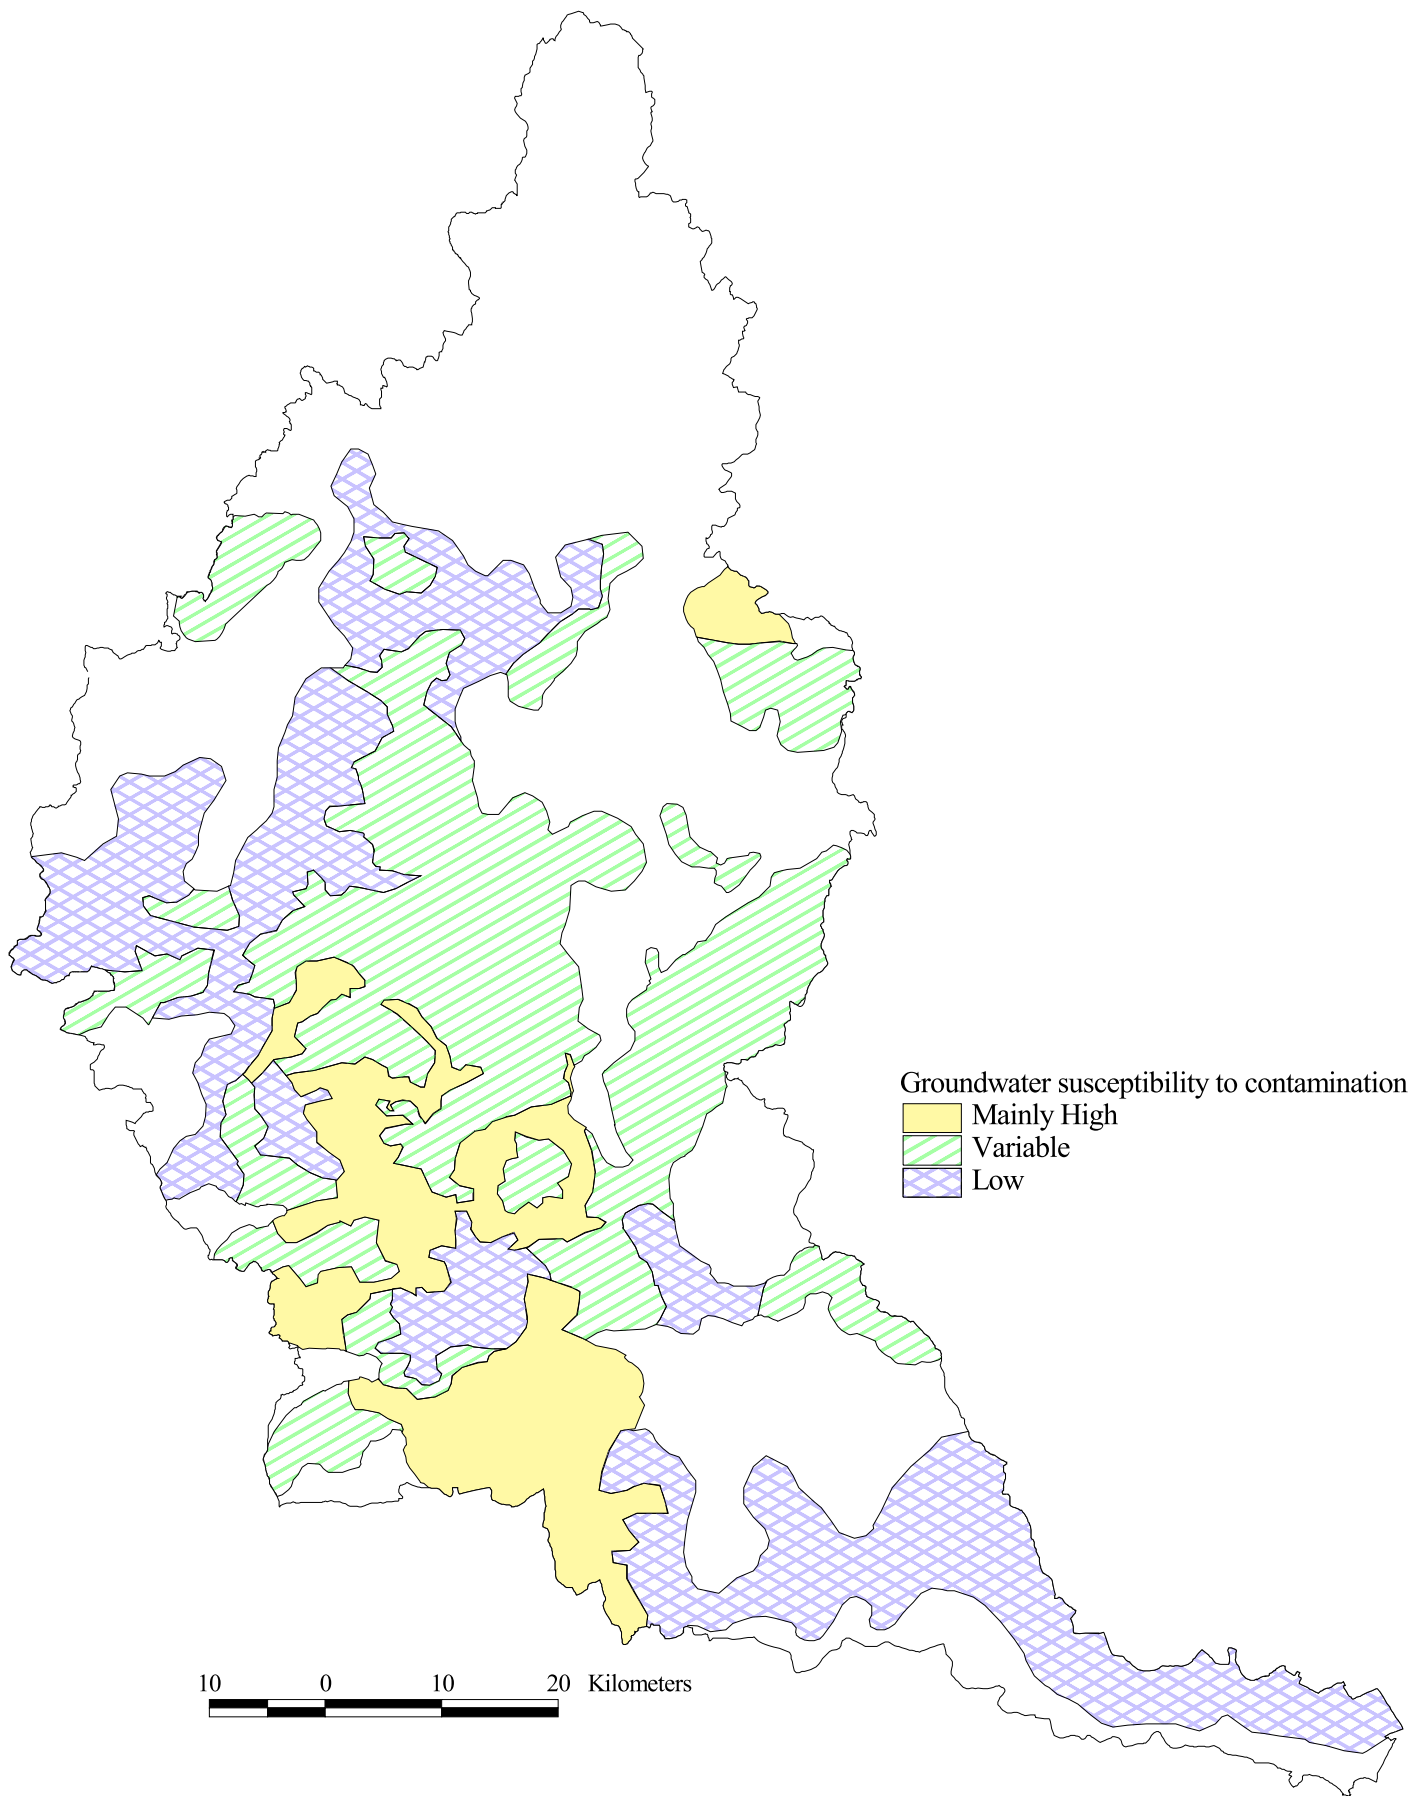 Groundwater susceptibility to contamination
Mainly High
Variable
Low
10 0 10 20 Kilometers